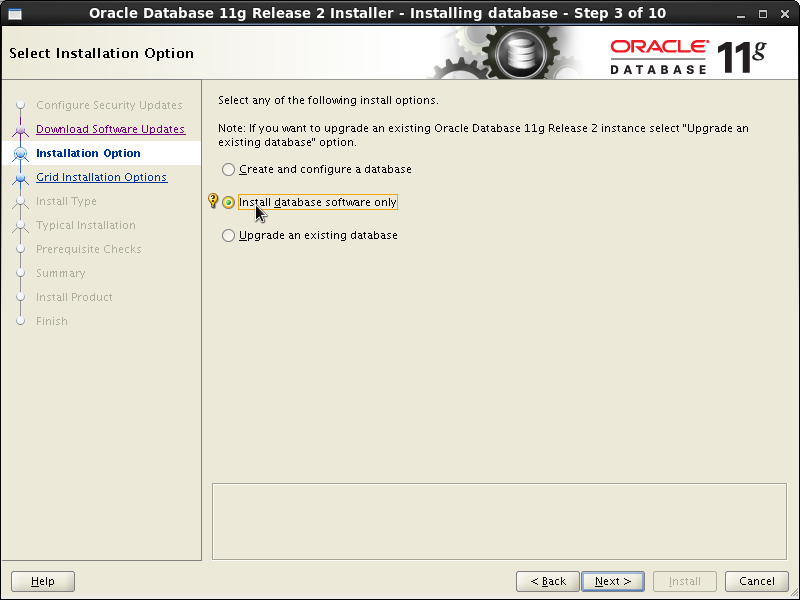 Oracle Database 11g Release 2 Installer - Installing database - Step 3 of 10
Select Installation Option
ORACLE
DATABASE
11g
Configure Security Updates
Download Software Updates
Installation Option
Grid Installation Options
Install Type
Typical Installation
Prerequisite Checks
Summary
Install Product
Finish
Select any of the following install options.
Note: If you want to upgrade an existing Oracle Database 11g Release 2 instance select "Upgrade an
existing database" option.
Create and configure a database
Install database software only
Upgrade an existing database
Help
< Back
Next >
Install
Cancel